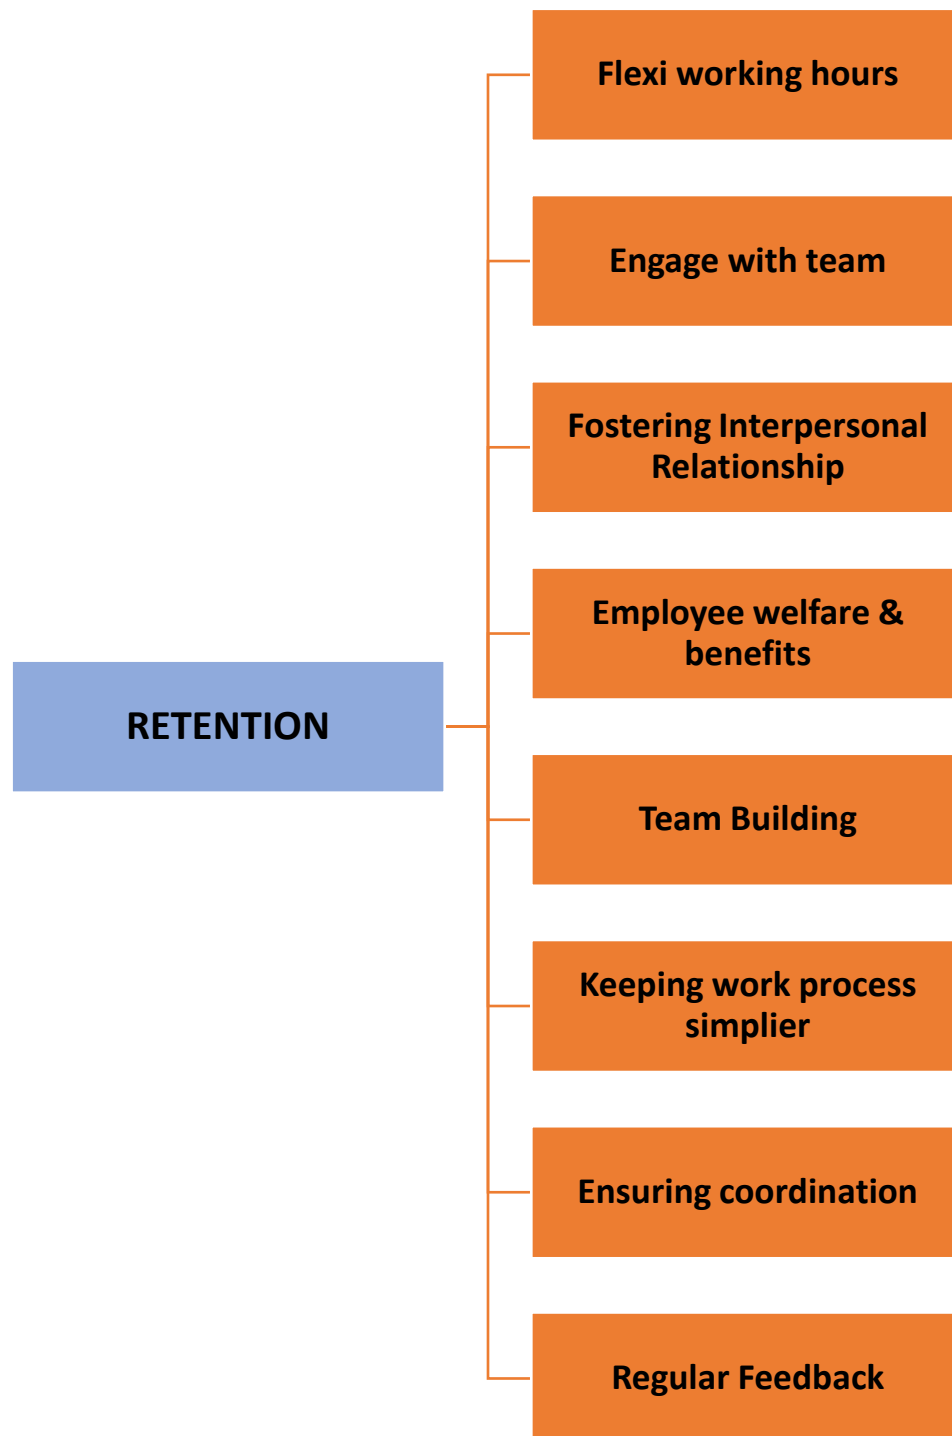 Flexi working hours
Engage with team
Fostering Interpersonal
Relationship
Employee welfare &
benefits
RETENTION
Team Building
Keeping work process
simplier
Ensuring coordination
Regular Feedback